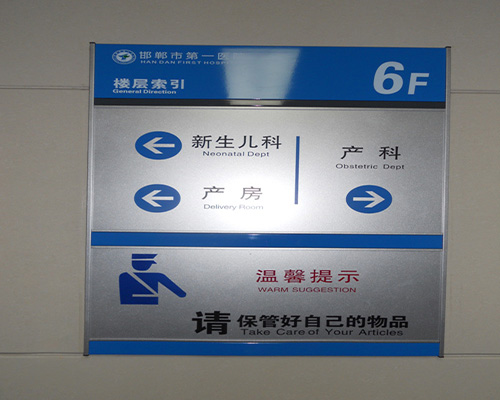 邯郸市第一医
HAN DAN FIRST HOSP
楼层索引
General Direction
6F
新生儿科
Neonatal Dept
产科
Obstetric Dept
产房
Delivery Room
温馨提示
WARM SUGGESTION
请保管好自己的物品
Take Care of Your Articles